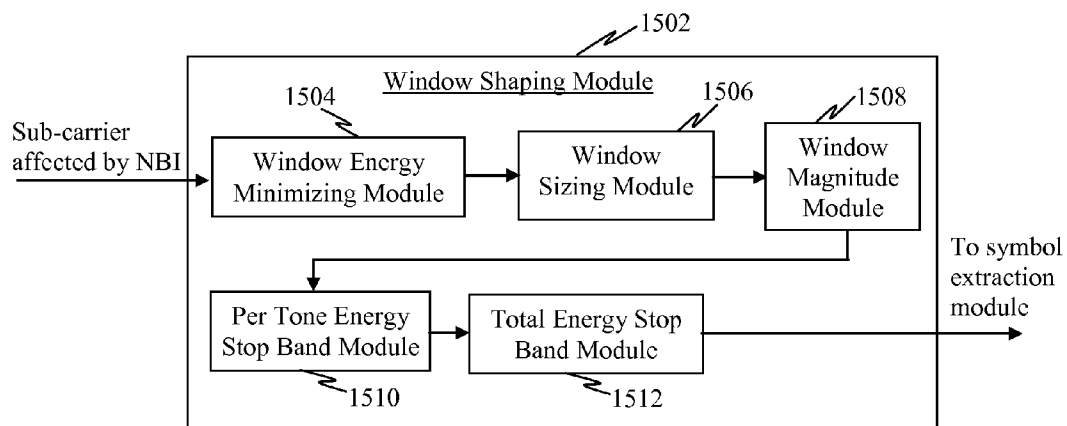 1502
Window Shaping Module
1504
1506
1508
Sub-carrier
affected by NBI
Window Energy
Minimizing Module
Window
Sizing Module
Window
Magnitude
Module
To symbol
extraction
module
Per Tone Energy
Stop Band Module
Total Energy Stop
Band Module
1510
1512